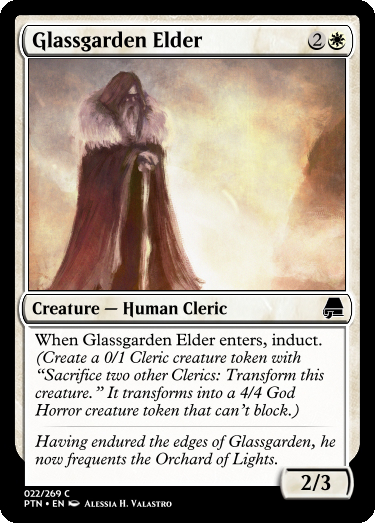 Glassgarden Elder
2
Creature — Human Cleric
When Glassgarden Elder enters, induct.
(Create a 0/1 Cleric creature token with
“Sacrifice two other Clerics: Transform this
creature.” It transforms into a 4/4 God
Horror creature token that can’t block.)
Having endured the edges of Glassgarden, he
now frequents the Orchard of Lights.
2/3
022/269 C
PTN • EN Alessia H. Valastro